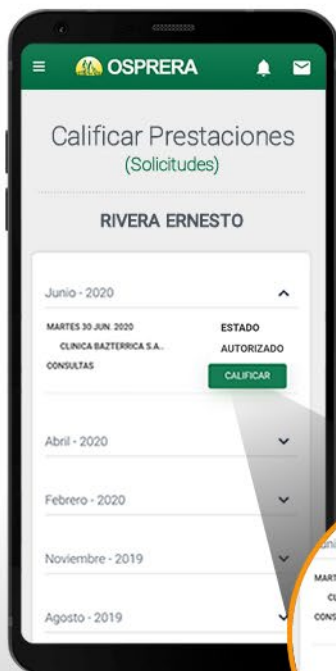 OSPRERA
Calificar Prestaciones
(Solicitudes)
RIVERA ERNESTO
Junio - 2020
MARTES 30 JUN. 2020
ESTADO
CLINICA BAZTERRICA S.A..
AUTORIZADO
CONSULTAS
CALIFICAR
Abril - 2020
Febrero - 2020
Noviembre - 2019
Agosto - 2019